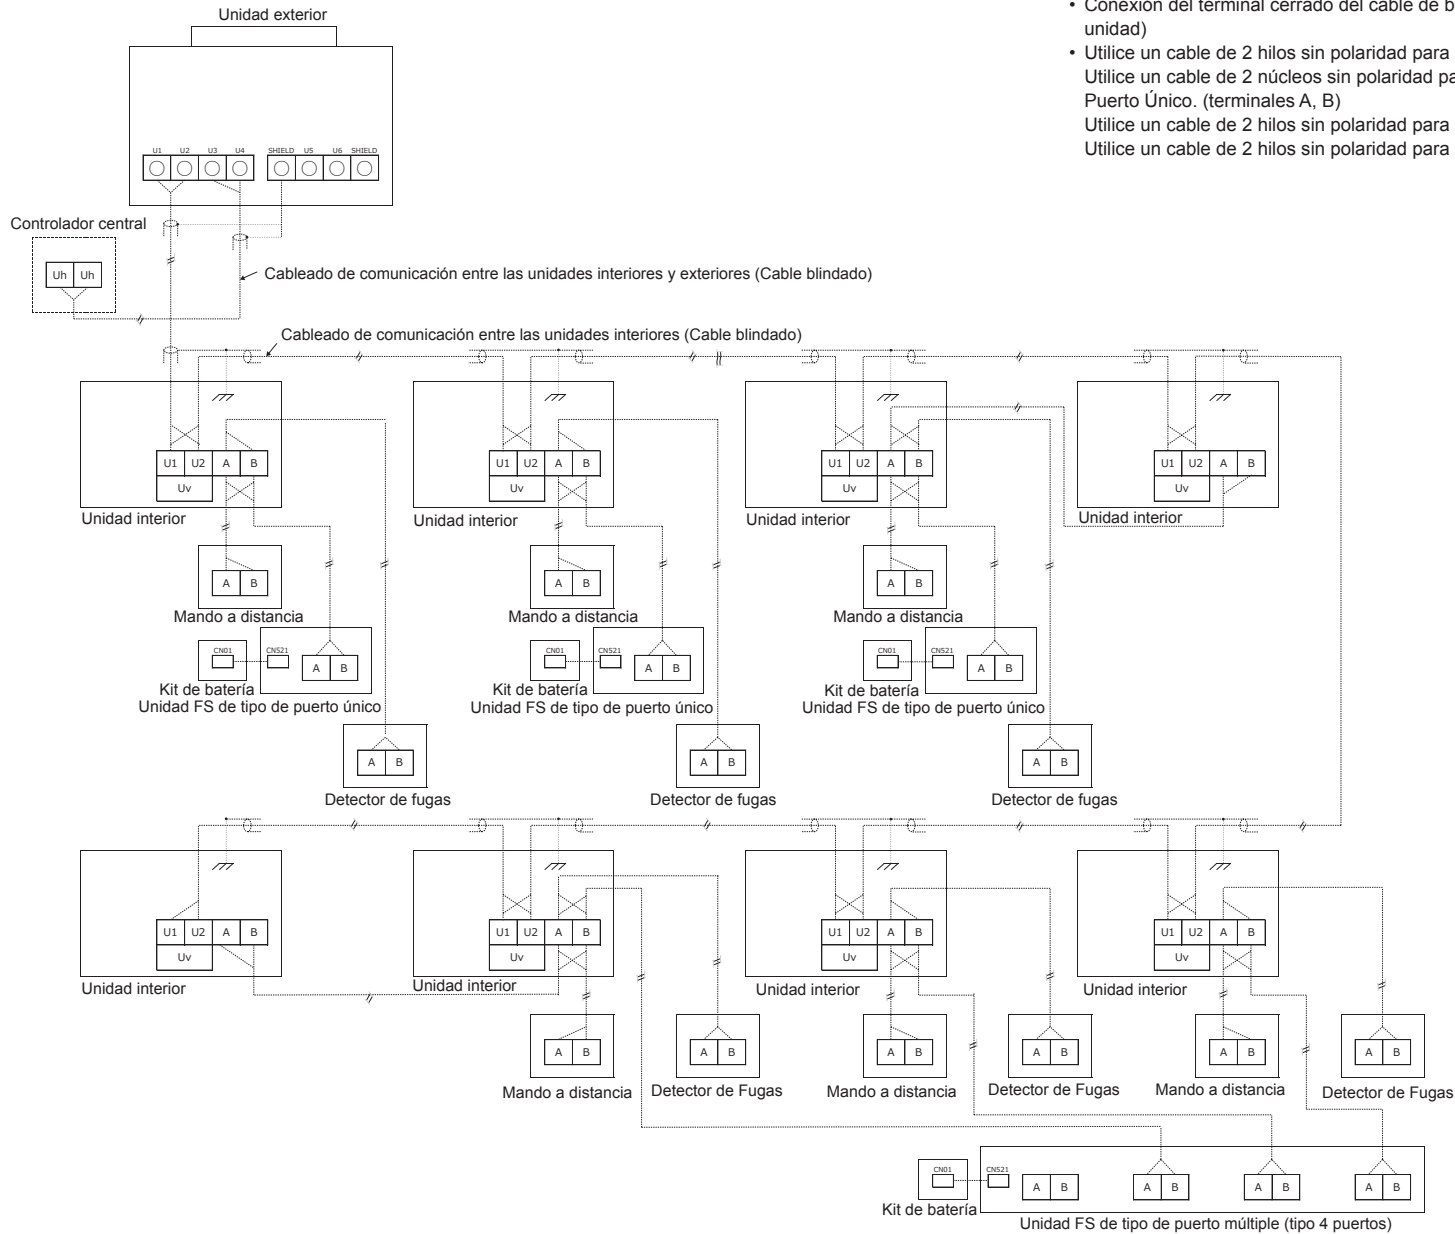 Unidad exterior
• Conexión del terminal cerrado del cable de b
unidad)
• Utilice un cable de 2 hilos sin polaridad para
Utilice un cable de 2 núcleos sin polaridad pa
Puerto Único. (terminales A, B)
Utilice un cable de 2 hilos sin polaridad para
Utilice un cable de 2 hilos sin polaridad para
U1 U2 U3 U4 SHIELD U5 U6 SHIELD
Controlador central
Uh Uh
Cableado de comunicación entre las unidades interiores y exteriores (Cable blindado)
Cableado de comunicación entre las unidades interiores (Cable blindado)
U1 U2 A B U1 U2 A B U1 U2 A B U1 U2 A B
Uv Uv Uv Uv
Unidad interior Unidad interior Unidad interior Unidad interior
A B A B A B
Mando a distancia Mando a distancia Mando a distancia
CN01 CN521 A B CN01 CN521 A B CN01 CN521 A B
Kit de batería Kit de batería Kit de batería
Unidad FS de tipo de puerto único Unidad FS de tipo de puerto único Unidad FS de tipo de puerto único
A B A B A B
Detector de fugas Detector de fugas Detector de fugas
U1 U2 A B U1 U2 A B U1 U2 A B U1 U2 A B
Uv Uv Uv Uv
Unidad interior Unidad interior Unidad interior Unidad interior
A B A B A B A B A B A B
Mando a distancia Detector de Fugas Mando a distancia Detector de Fugas Mando a distancia Detector de Fugas
CN01 CN521 A B A B A B A B
Kit de batería
Unidad FS de tipo de puerto múltiple (tipo 4 puertos)